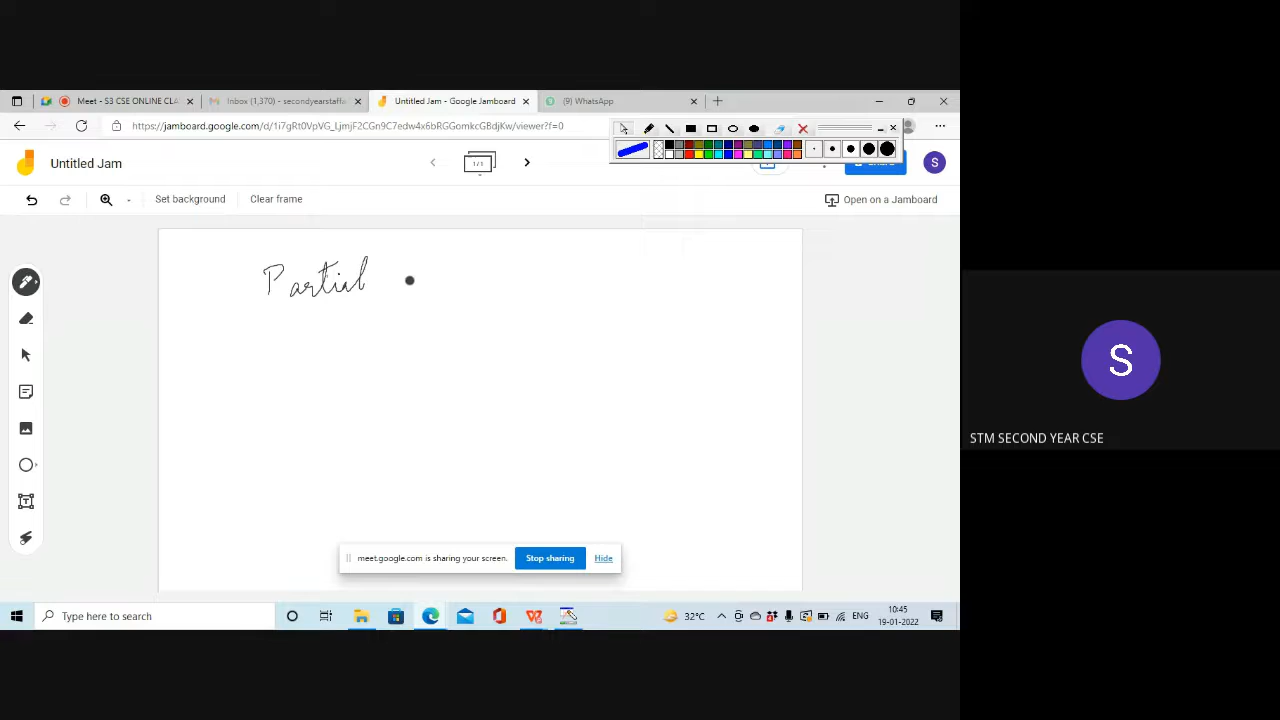 Meet - S3 CSE ONLINE CLA
Inbox (1,370) - secondyearstaff
Untitled Jam - Google Jamboard
(9) WhatsApp
https://jamboard.google.com/d/1i7gRt0VpVG_LjmjF2CGn9C7edw4x6bRGGomkcGBdjKw/viewer?f=0
Untitled Jam
1/1
S
Set background
Clear frame
Open on a Jamboard
Partial
S
STM SECOND YEAR CSE
meet.google.com is sharing your screen.
Stop sharing
Hide
Type here to search
32°C
ENG
10:45
19-01-2022